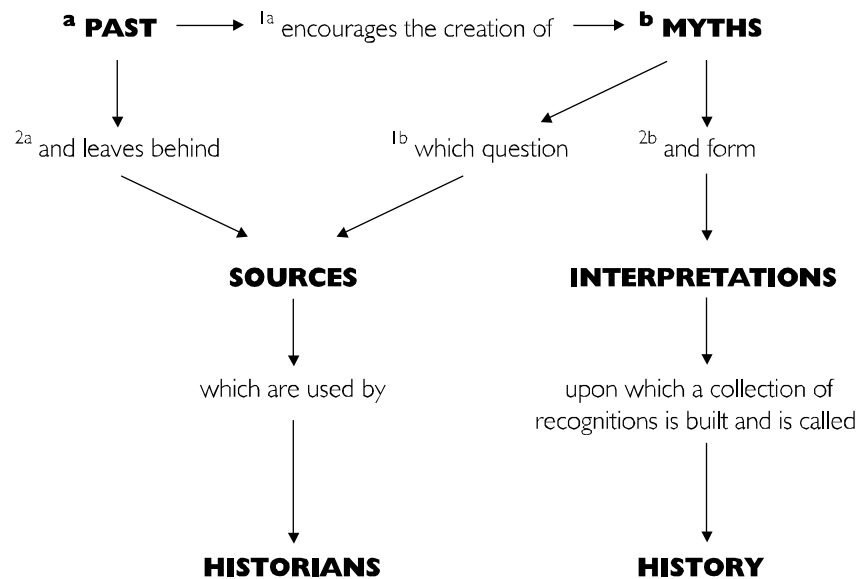 a PAST 1a encourages the creation of b MYTHS
2a and leaves behind 1b which question 2b and form
SOURCES INTERPRETATIONS
which are used by upon which a collection of
recognitions is built and is called
HISTORIANS HISTORY